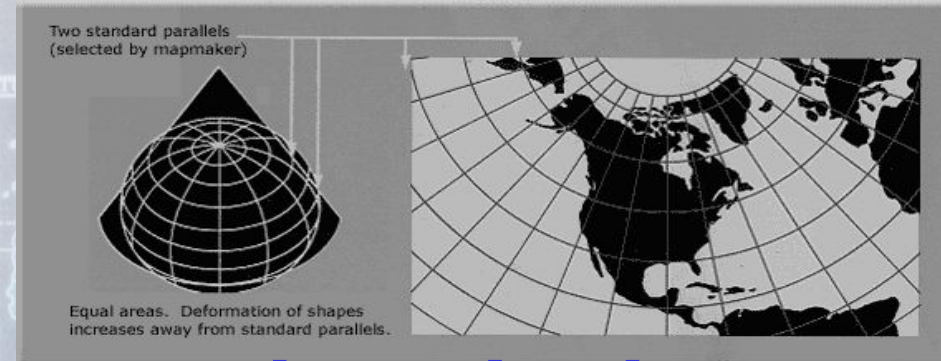 Two standard parallels
(selected by mapmaker)
Equal areas. Deformation of shapes
increases away from standard parallels.